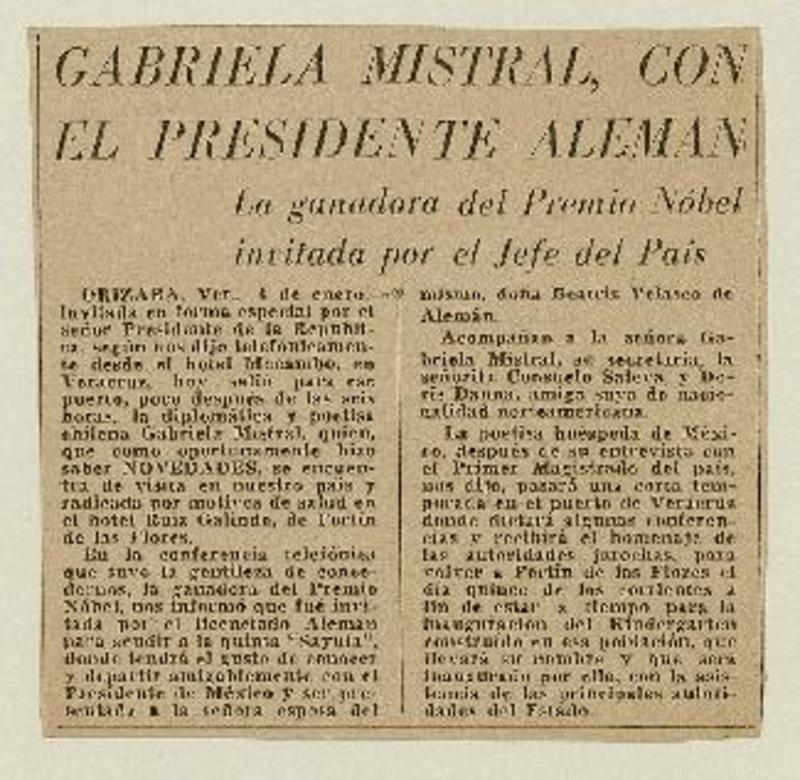 GABRIELA MISTRAL, CON
EL PRESIDENTE ALEMAN
La ganadora del Premio Nóbel
invitada por el Jefe del País
ORIZABA, Ver., 4 de enero.—
Invitada en forma especial por el
señor Presidente de la Repúbli-
ca, según nos dijo telefónicamen-
te desde el hotel Mocambo, en
Veracruz, hoy salió para ese
puerto, poco después de las seis
horas, la diplomática y poetisa
chilena Gabriela Mistral, quien,
que como oportunamente hizo
saber NOVEDADES, se encuen-
tra de visita en nuestro país y
radicada por motivos de salud en
el hotel Ruiz Galindo, de Fortín
de las Flores.
En la conferencia telefónica
que tuvo la gentileza de conce-
dernos, la ganadora del Premio
Nóbel, nos informó que fué invi-
tada por el licenciado Alemán
para acudir a la quinta "Sayula",
donde tendrá el gusto de conocer
y departir amigablemente con el
Presidente de México y ser pre-
sentada a la señora esposa del
mismo, doña Beatriz Velasco de
Alemán.
Acompañan a la señora Ga-
briela Mistral, su secretaria, la
señorita Consuelo Saleva y Do-
ris Danna, amiga suya de nacio-
nalidad norteamericana.
La poetisa huésped de Méxi-
co, después de su entrevista con
el Primer Magistrado del país,
nos dijo, pasará una corta tem-
porada en el puerto de Veracruz
donde dictará algunas conferen-
cias y recibirá el homenaje de
las autoridades jarochas, para
volver a Fortín de las Flores el
día quince de los corrientes a
fin de estar a tiempo para la
inauguración del Kindergarten
construído en esa población, que
llevará su nombre y que será
inaugurado por ella, con la asis-
tencia de las principales autori-
dades del Estado.